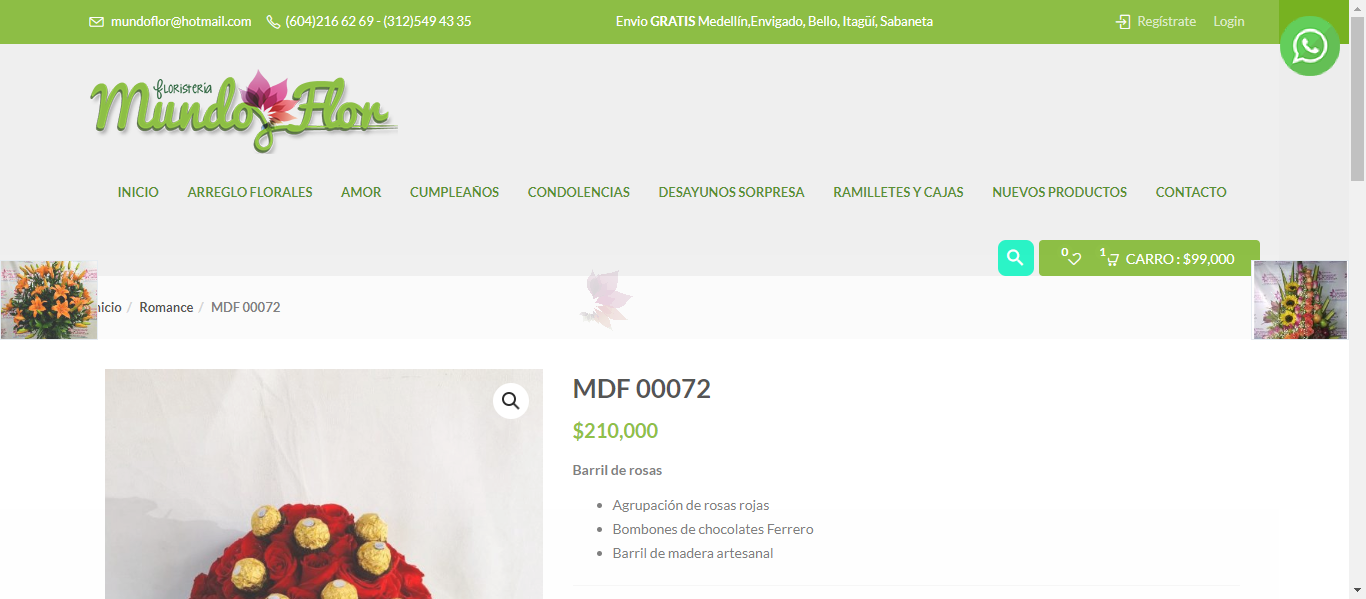 mundoflor@hotmail.com (604)216 62 69 - (312)549 43 35 Envio GRATIS Medellín,Envigado, Bello, Itagüí, Sabaneta Regístrate Login
floristeria
Mundo Flor
INICIO ARREGLO FLORALES AMOR CUMPLEAÑOS CONDOLENCIAS DESAYUNOS SORPRESA RAMILLETES Y CAJAS NUEVOS PRODUCTOS CONTACTO
0 1 CARRO : $99,000
nicio / Romance / MDF 00072
MDF 00072
$210,000
Barril de rosas
• Agrupación de rosas rojas
• Bombones de chocolates Ferrero
• Barril de madera artesanal